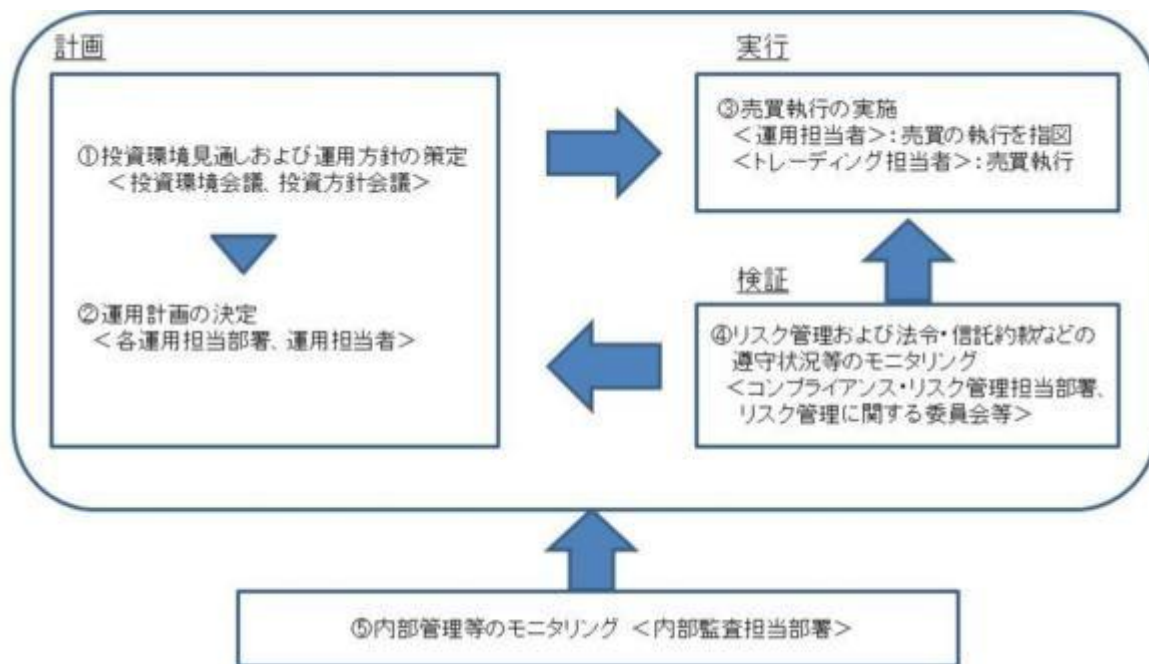 計画
①投資環境見通しおよび運用方針の策定
＜投資環境会議、投資方針会議＞
②運用計画の決定
＜各運用担当部署、運用担当者＞
実行
③売買執行の実施
＜運用担当者＞：売買の執行を指図
＜トレーディング担当者＞：売買執行
検証
④リスク管理および法令・信託約款などの
遵守状況等のモニタリング
＜コンプライアンス・リスク管理担当部署、
リスク管理に関する委員会等＞
⑤内部管理等のモニタリング ＜内部監査担当部署＞